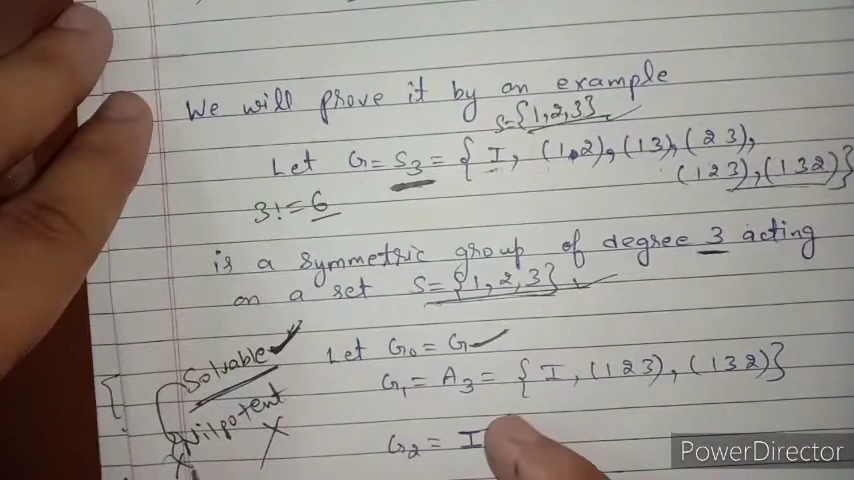 We will prove it by an example
S={1,2,3}
Let G= S3 = { I, (1,2), (13), (2 3),
(1 2 3), (1 3 2)}
3!=6
is a symmetric group of degree 3 acting
on a set S={1,2,3}
Let G0 = G
Solvable
G1 = A3 = { I, (1 2 3), (1 3 2)}
Nilpotent
G2 = I
PowerDirector